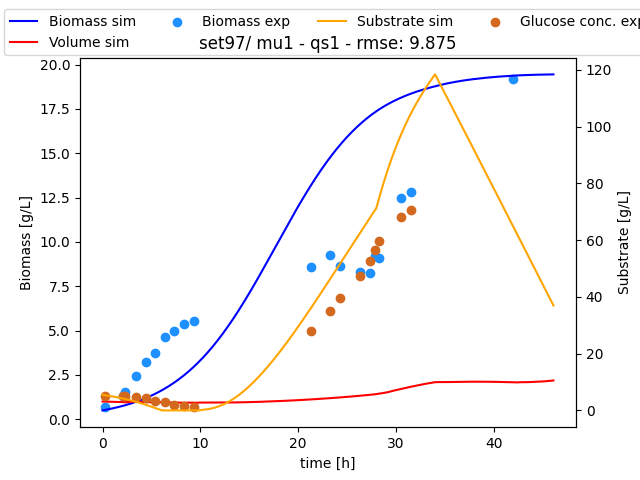 Biomass sim
Biomass exp
Substrate sim
Glucose conc. exp
Volume sim
set97/ mu1 - qs1 - rmse: 9.875
20.0
17.5
15.0
12.5
10.0
7.5
5.0
2.5
0.0
Biomass [g/L]
120
100
80
60
40
20
0
Substrate [g/L]
0
10
20
30
40
time [h]